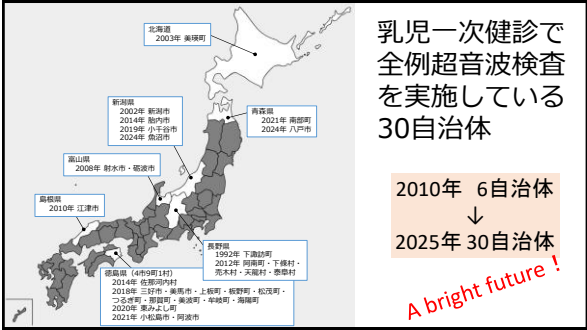 乳児一次健診で
全例超音波検査
を実施している
30自治体
2010年 6自治体
↓
2025年 30自治体
A bright future！
北海道
2003年 美瑛町
新潟県
2002年 新潟市
2014年 胎内市
2019年 小千谷市
2024年 魚沼市
青森県
2021年 南部町
2024年 八戸市
富山県
2008年 射水市・砺波市
島根県
2010年 江津市
長野県
1992年 下諏訪町
2012年 阿南町・下條村・
売木村・天龍村・泰阜村
徳島県（4市9町1村）
2014年 佐那河内村
2018年 三好市・美馬市・上板町・板野町・松茂町・
つるぎ町・那賀町・美波町・牟岐町・海陽町
2020年 東みよし町
2021年 小松島市・阿波市